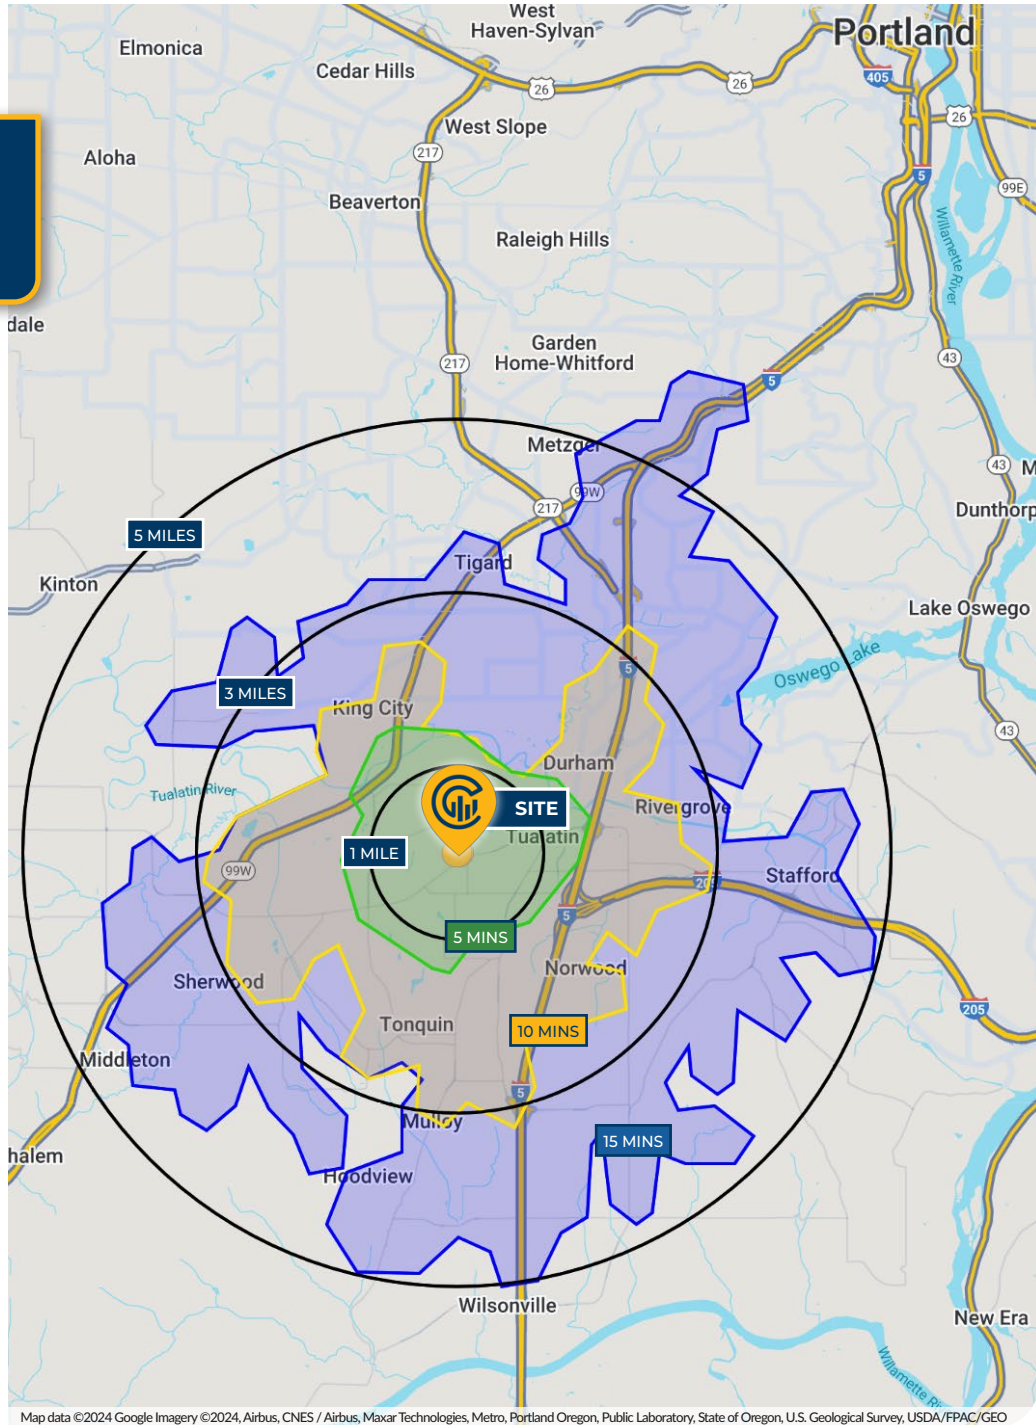 West
Haven-Sylvan
Portland
Elmonica
Cedar Hills
405
26
26
26
West Slope
217
Aloha
5
99E
Beaverton
Raleigh Hills
Willamette River
dale
Garden
Home-Whitford
217
43
5
Metzger
43
M
99W
217
Dunthorp
5 MILES
Tigard
Kinton
Lake Oswego
5
Oswego Lake
3 MILES
King City
43
Durham
Tualatin River
SITE
Rivergrove
Tualatin
1 MILE
99W
205
Stafford
5
5 MINS
Norwood
Sherwood
205
Tonquin
10 MINS
Middleton
5
Mulloy
15 MINS
halem
Hoodview
Wilsonville
New Era
Willamette Ri
Map data ©2024 Google Imagery ©2024, Airbus, CNES / Airbus, Maxar Technologies, Metro, Portland Oregon, Public Laboratory, State of Oregon, U.S. Geological Survey, USDA/FPAC/GEO